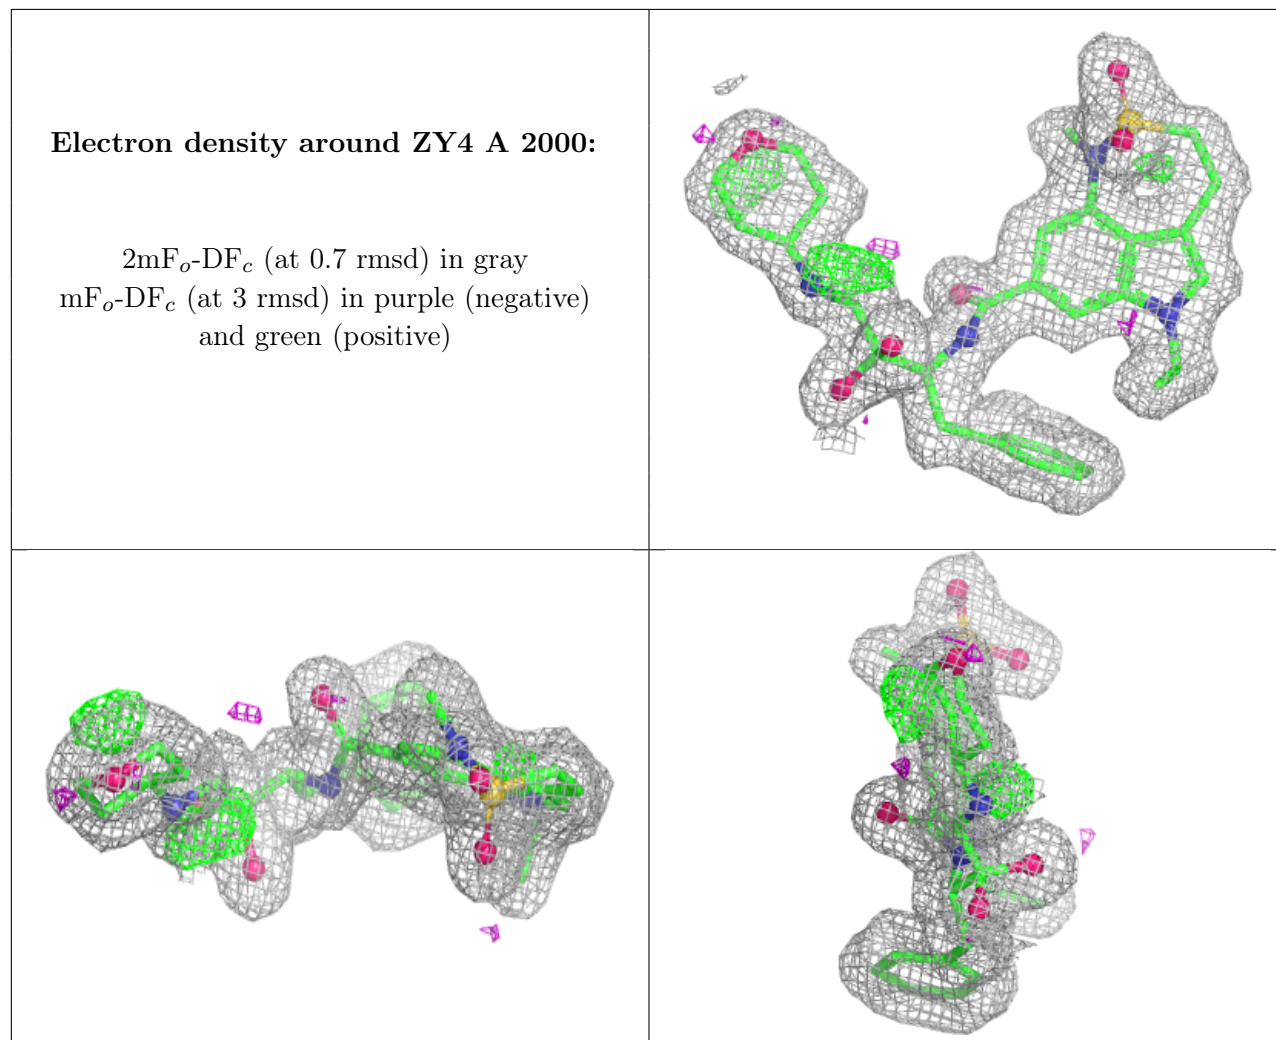 Electron density around ZY4 A 2000:
2mFo-DFc (at 0.7 rmsd) in gray
mFo-DFc (at 3 rmsd) in purple (negative)
and green (positive)